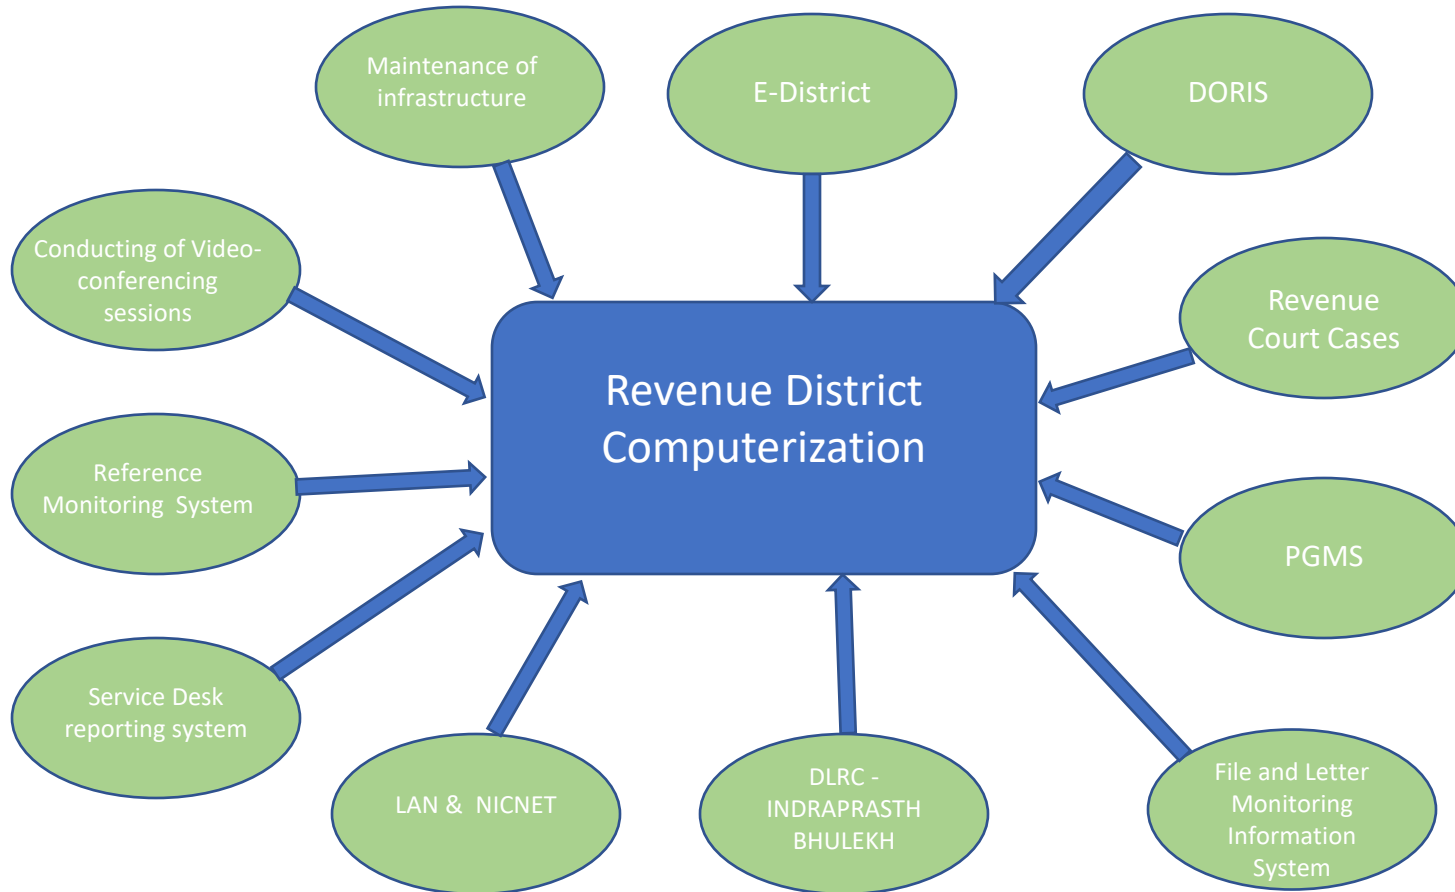 Maintenance of
infrastructure
E-District
DORIS
Conducting of Video-
conferencing
sessions
Revenue
Court Cases
Revenue District
Computerization
Reference
Monitoring  System
PGMS
Service Desk
reporting system
LAN &  NICNET
DLRC -
INDRAPRASTH
BHULEKH
File and Letter
Monitoring
Information
System